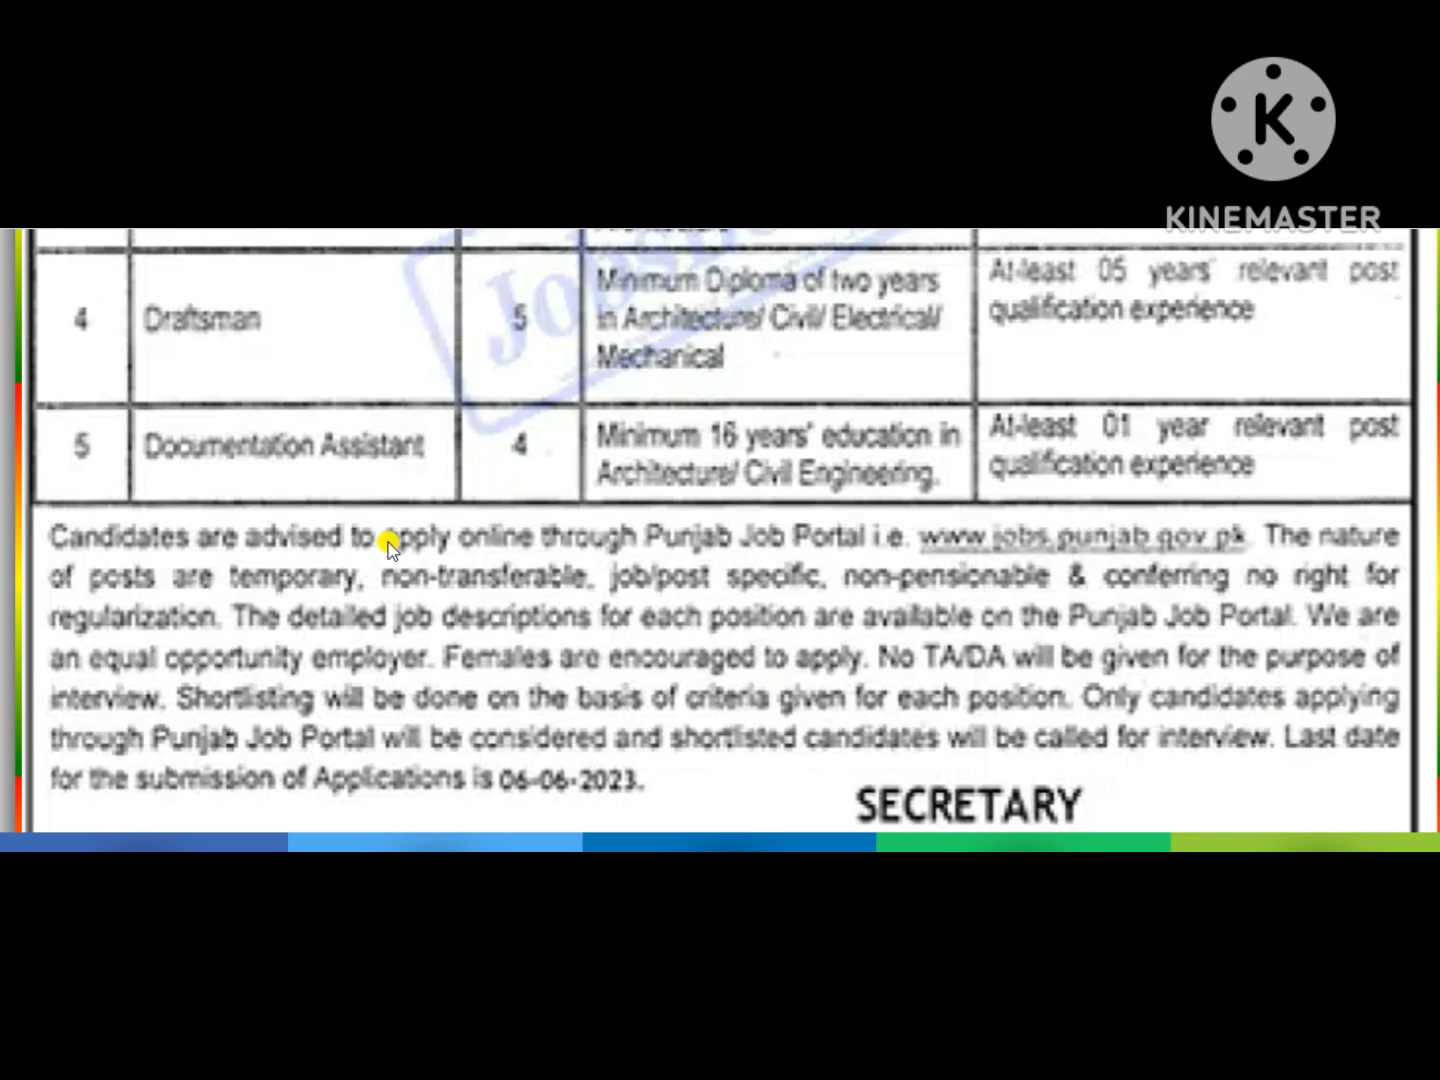 KINEMASTER
4 Draftsman 5 Minimum Diploma of two years in Architecture/ Civil/ Electrical/ Mechanical At-least 05 years' relevant post qualification experience
5 Documentation Assistant 4 Minimum 16 years' education in Architecture/ Civil Engineering. At-least 01 year relevant post qualification experience
Candidates are advised to apply online through Punjab Job Portal i.e. www.jobs.punjab.gov.pk. The nature
of posts are temporary, non-transferable, job/post specific, non-pensionable & conferring no right for
regularization. The detailed job descriptions for each position are available on the Punjab Job Portal. We are
an equal opportunity employer. Females are encouraged to apply. No TA/DA will be given for the purpose of
interview. Shortlisting will be done on the basis of criteria given for each position. Only candidates applying
through Punjab Job Portal will be considered and shortlisted candidates will be called for interview. Last date
for the submission of Applications is 06-06-2023.
SECRETARY